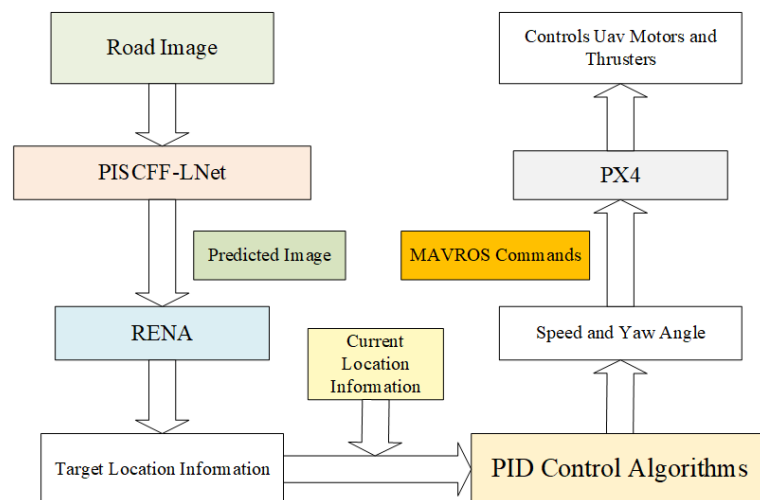 Road Image
PISCFF-LNet
Predicted Image
RENA
Current
Location
Information
Target Location Information
PID Control Algorithms
Speed and Yaw Angle
MAVROS Commands
PX4
Controls Uav Motors and
Thrusters